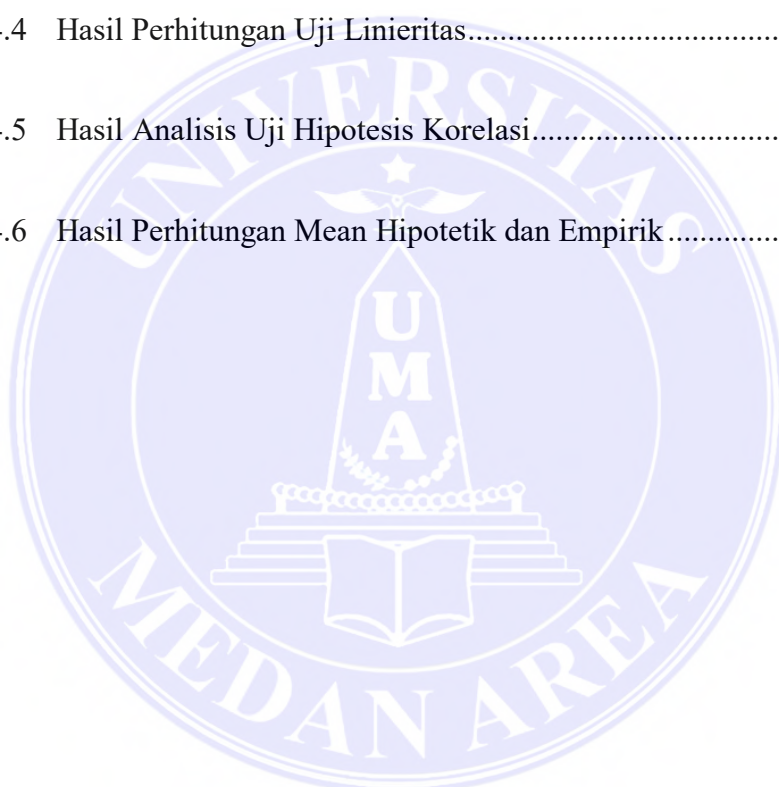 .4 Hasil Perhitungan Uji Linieritas....................................
.5 Hasil Analisis Uji Hipotesis Korelasi............................
.6 Hasil Perhitungan Mean Hipotetik dan Empirik..............
UNIVERSITAS
UMA
MEDAN AREA